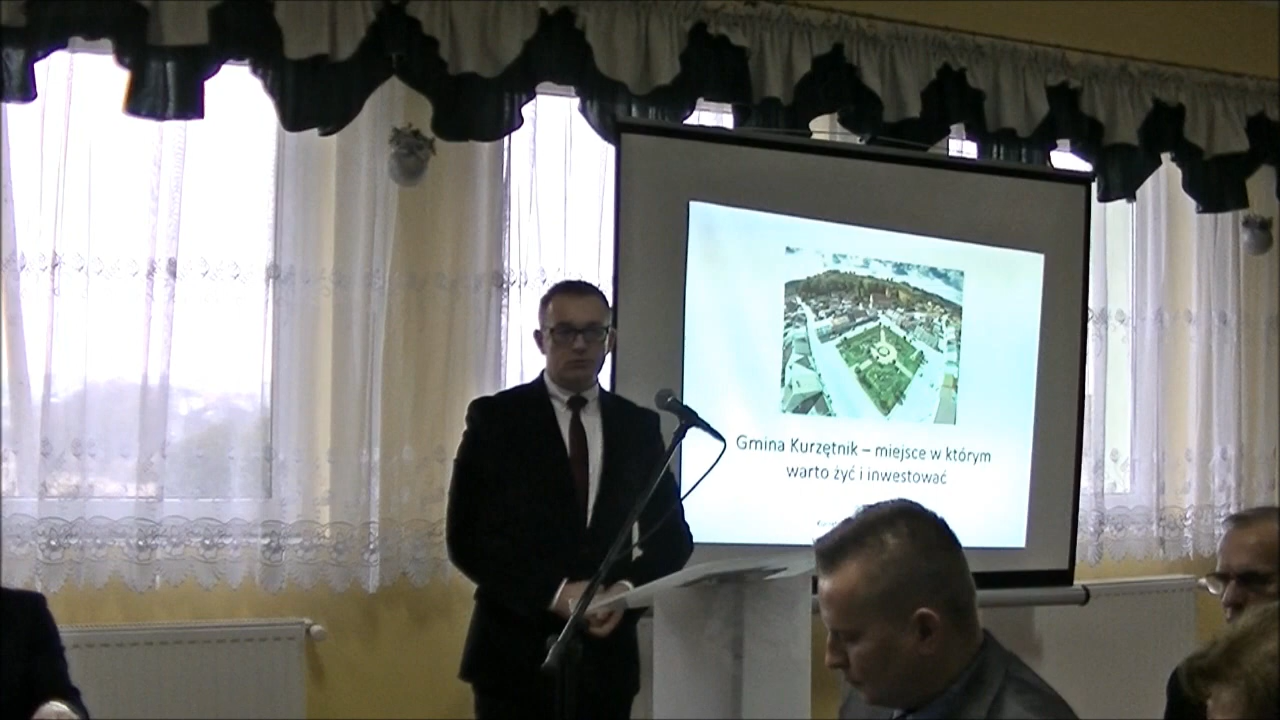 Gmina Kurzętnik – miejsce w którym
warto żyć i inwestować